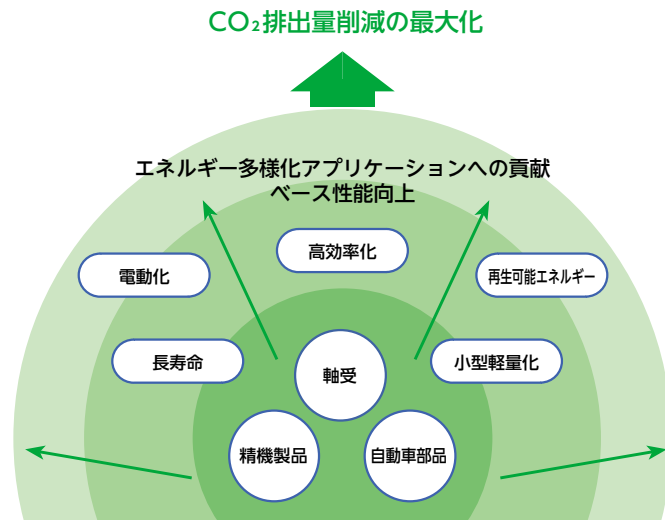 CO₂排出量削減の最大化
エネルギー多様化アプリケーションへの貢献
ベース性能向上
高効率化
電動化
再生可能エネルギー
長寿命
小型軽量化
軸受
精機製品
自動車部品